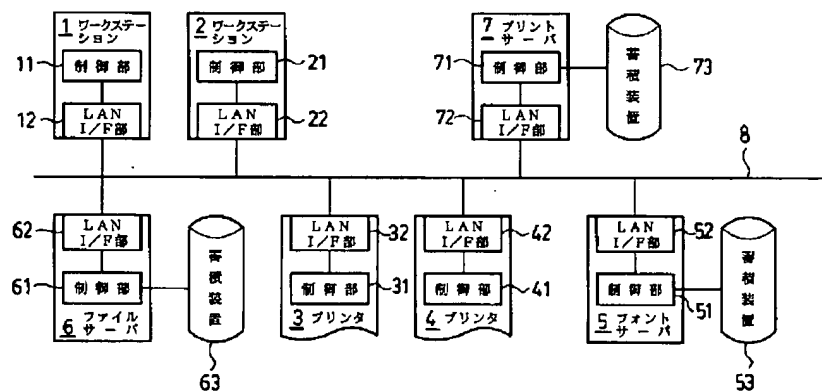 1 ワークステーション
11
制御部
12
LAN
I/F部
2 ワークステーション
21
制御部
22
LAN
I/F部
7 プリント
サーバ
71
制御部
72
LAN
I/F部
蓄積装置
73
8
62
LAN
I/F部
61
制御部
6 ファイル
サーバ
蓄積装置
63
LAN
I/F部
32
制御部
31
3 プリンタ
LAN
I/F部
42
制御部
41
4 プリンタ
LAN
I/F部
52
制御部
51
5 フォント
サーバ
蓄積装置
53